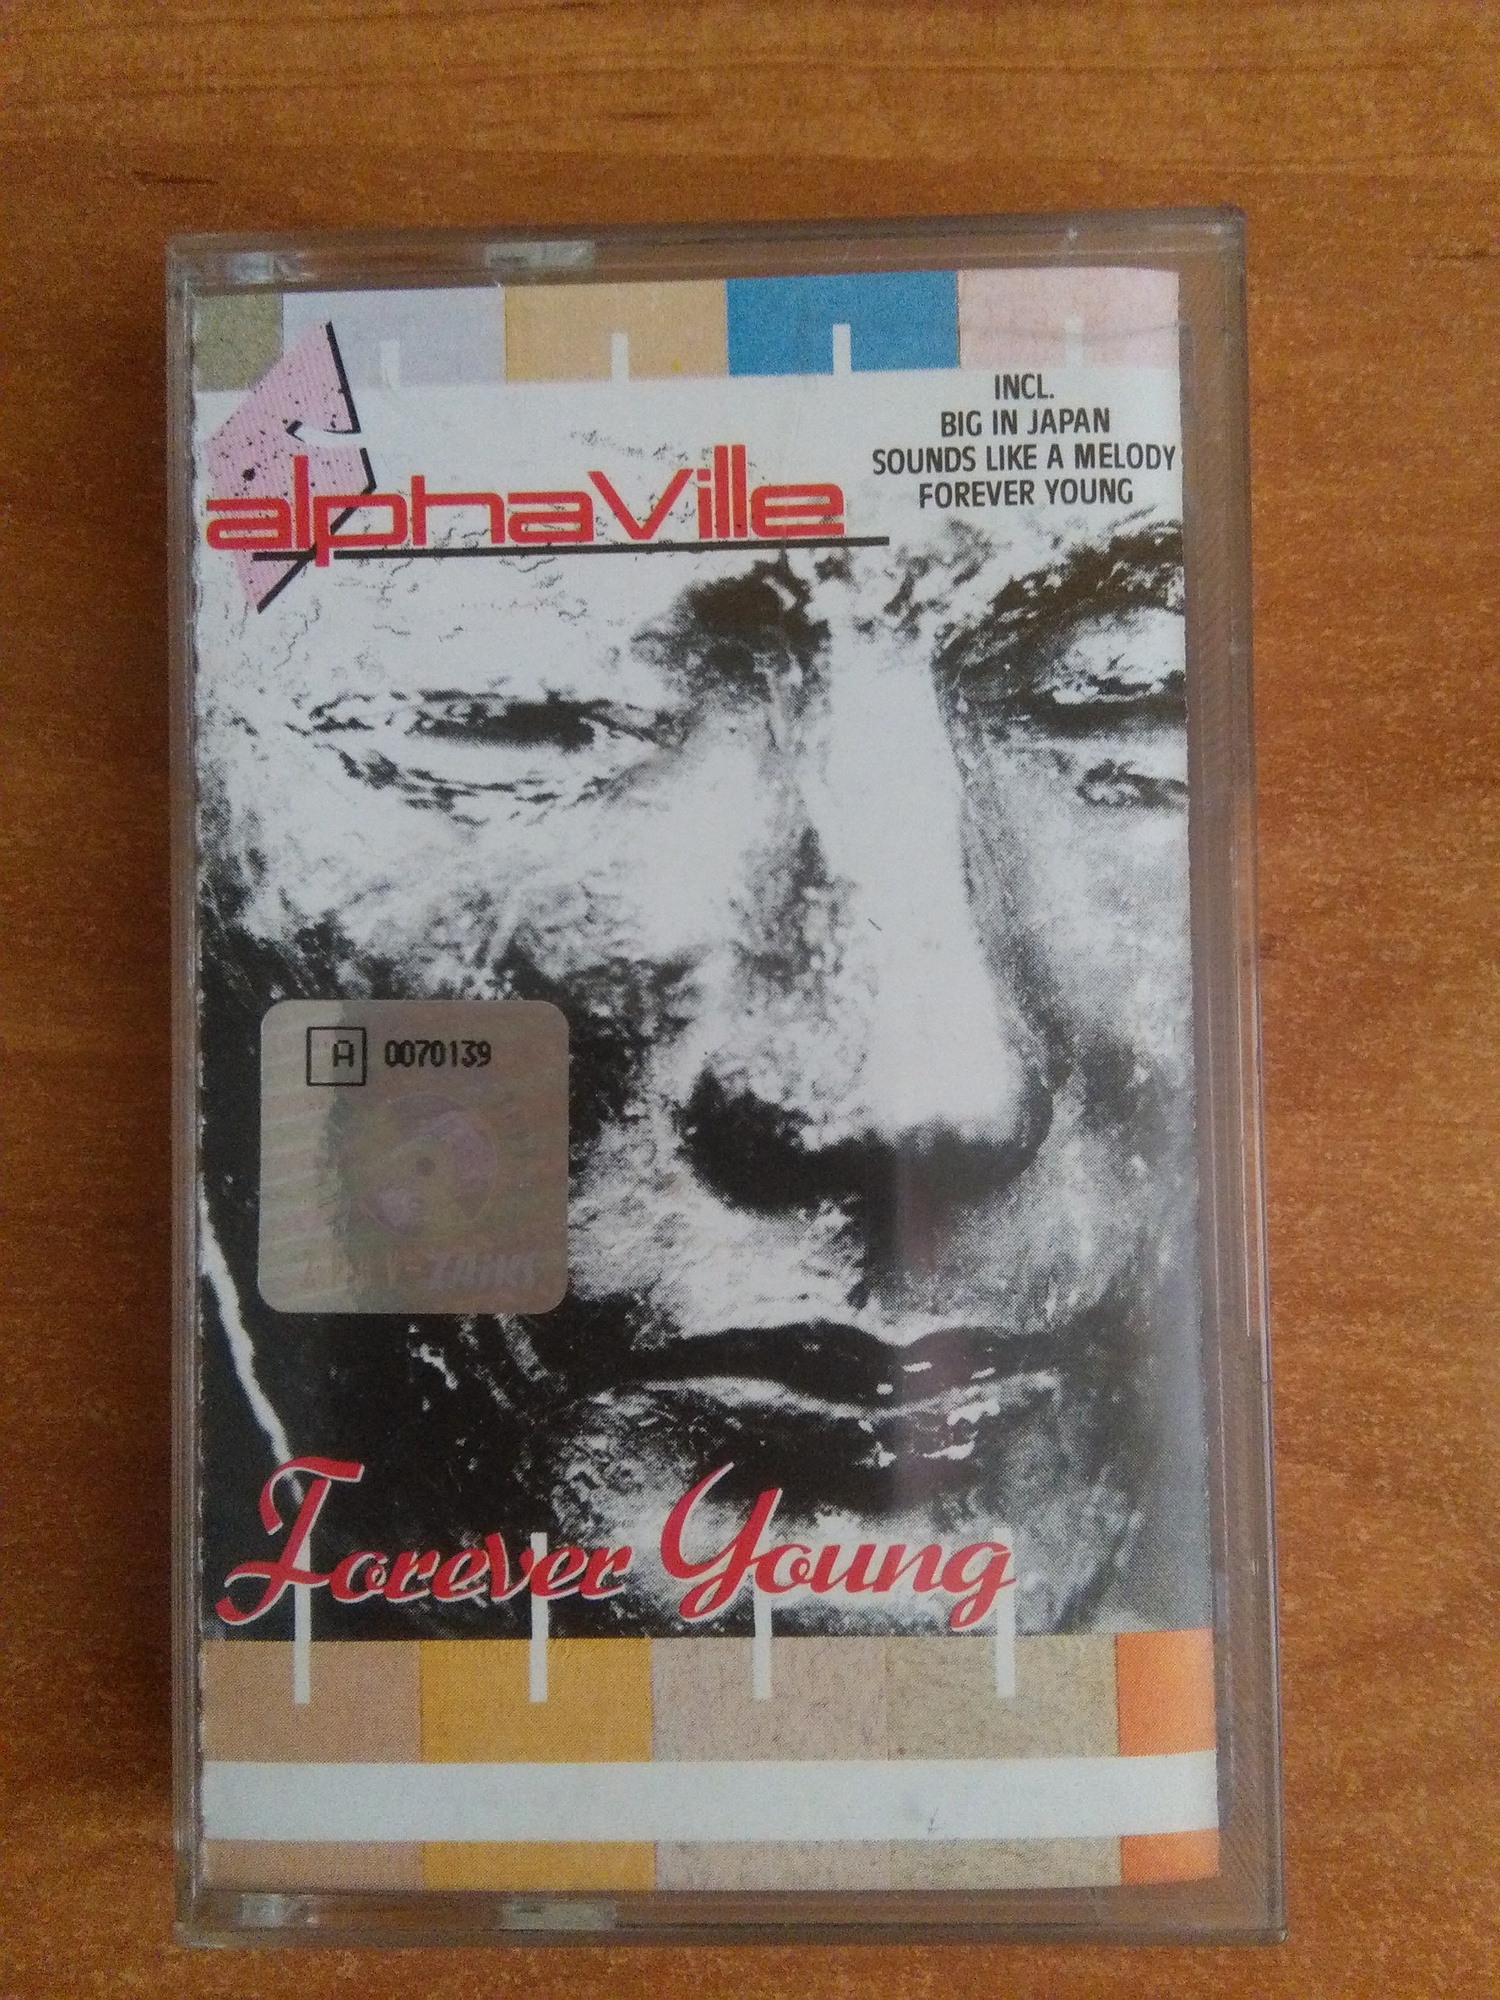 INCL.
BIG IN JAPAN
SOUNDS LIKE A MELODY
FOREVER YOUNG
alphaVille
A 0070139
Forever Young